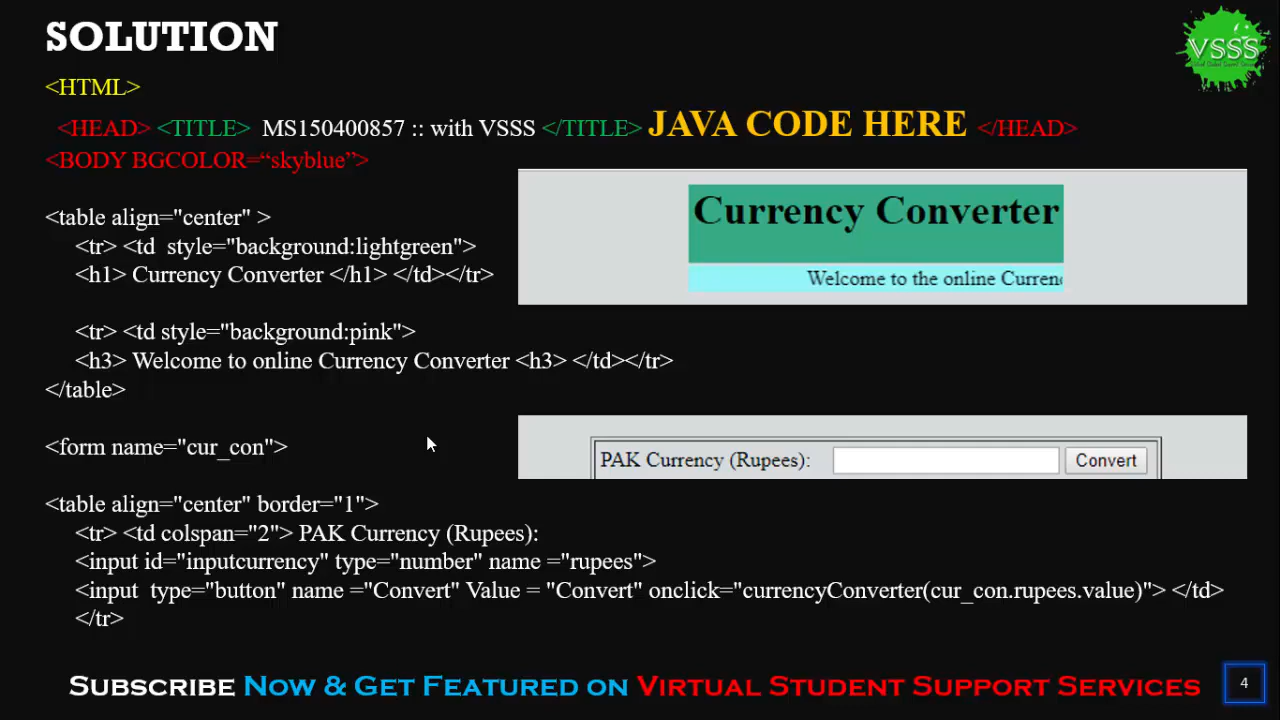 SOLUTION
VSSS
<HTML>
<HEAD> <TITLE> MS150400857 :: with VSSS </TITLE> JAVA CODE HERE </HEAD>
<BODY BGCOLOR=“skyblue”>
<table align="center" >
<tr> <td style="background:lightgreen">
<h1> Currency Converter </h1> </td></tr>
Currency Converter
Welcome to the online Curren
<tr> <td style="background:pink">
<h3> Welcome to online Currency Converter <h3> </td></tr>
</table>
<form name="cur_con">
PAK Currency (Rupees): Convert
<table align="center" border="1">
<tr> <td colspan="2"> PAK Currency (Rupees):
<input id="inputcurrency" type="number" name ="rupees">
<input type="button" name ="Convert" Value = "Convert" onclick="currencyConverter(cur_con.rupees.value)"> </td>
</tr>
Subscribe Now & Get Featured on Virtual Student Support Services
4